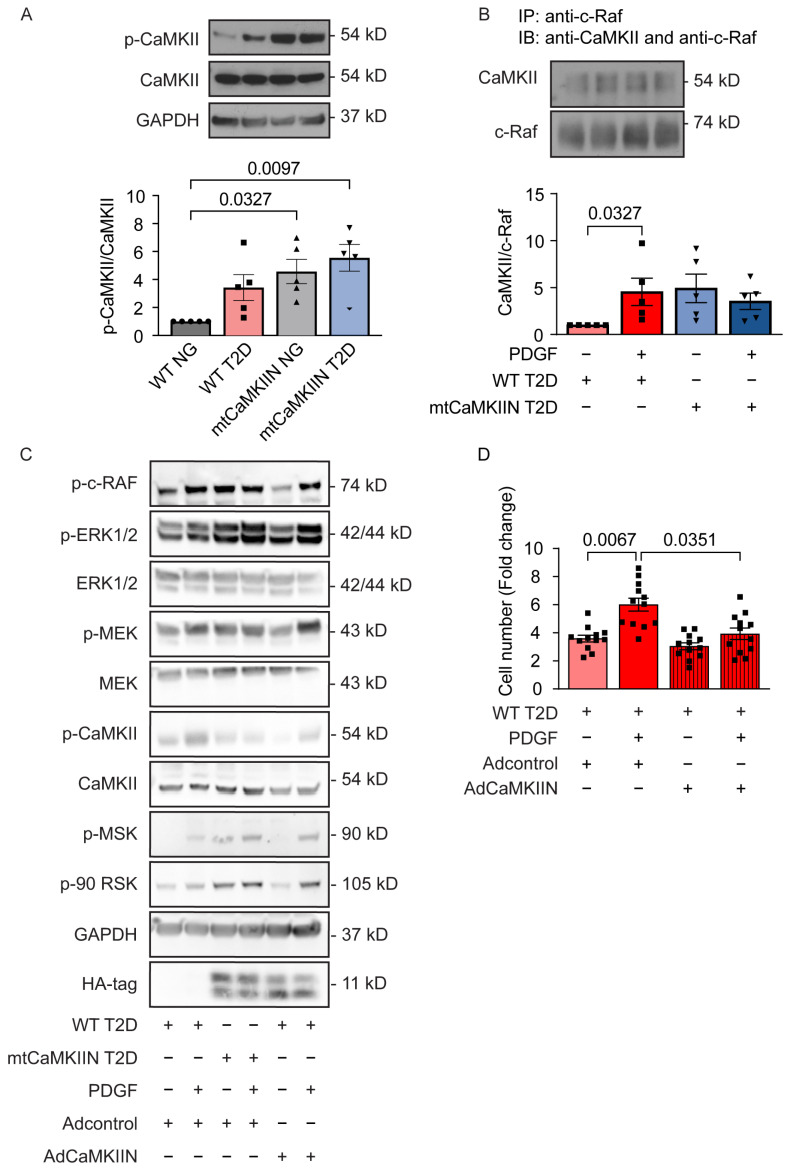 A
p-CaMKII
- 54 kD
CaMKII
- 54 kD
GAPDH
- 37 kD
0.0097
0.0327
p-CaMKII/CaMKII
10
8
6
4
2
0
WT NG
WT T2D
mtCaMKIIN NG
mtCaMKIIN T2D
B
IP: anti-c-Raf
IB: anti-CaMKII and anti-c-Raf
CaMKII
- 54 kD
c-Raf
- 74 kD
0.0327
CaMKII/c-Raf
15
10
5
0
PDGF – + – +
WT T2D + + – –
mtCaMKIIN T2D – – + +
C
p-c-RAF
- 74 kD
p-ERK1/2
- 42/44 kD
ERK1/2
- 42/44 kD
p-MEK
- 43 kD
MEK
- 43 kD
p-CaMKII
- 54 kD
CaMKII
- 54 kD
p-MSK
- 90 kD
p-90 RSK
- 105 kD
GAPDH
- 37 kD
HA-tag
- 11 kD
WT T2D + + – – + +
mtCaMKIIN T2D – – + + – –
PDGF – + – + – +
Adcontrol + + + + – –
AdCaMKIIN – – – – + +
D
0.0067
0.0351
Cell number (Fold change)
10
8
6
4
2
0
WT T2D + + + +
PDGF – + – +
Adcontrol + + – –
AdCaMKIIN – – + +